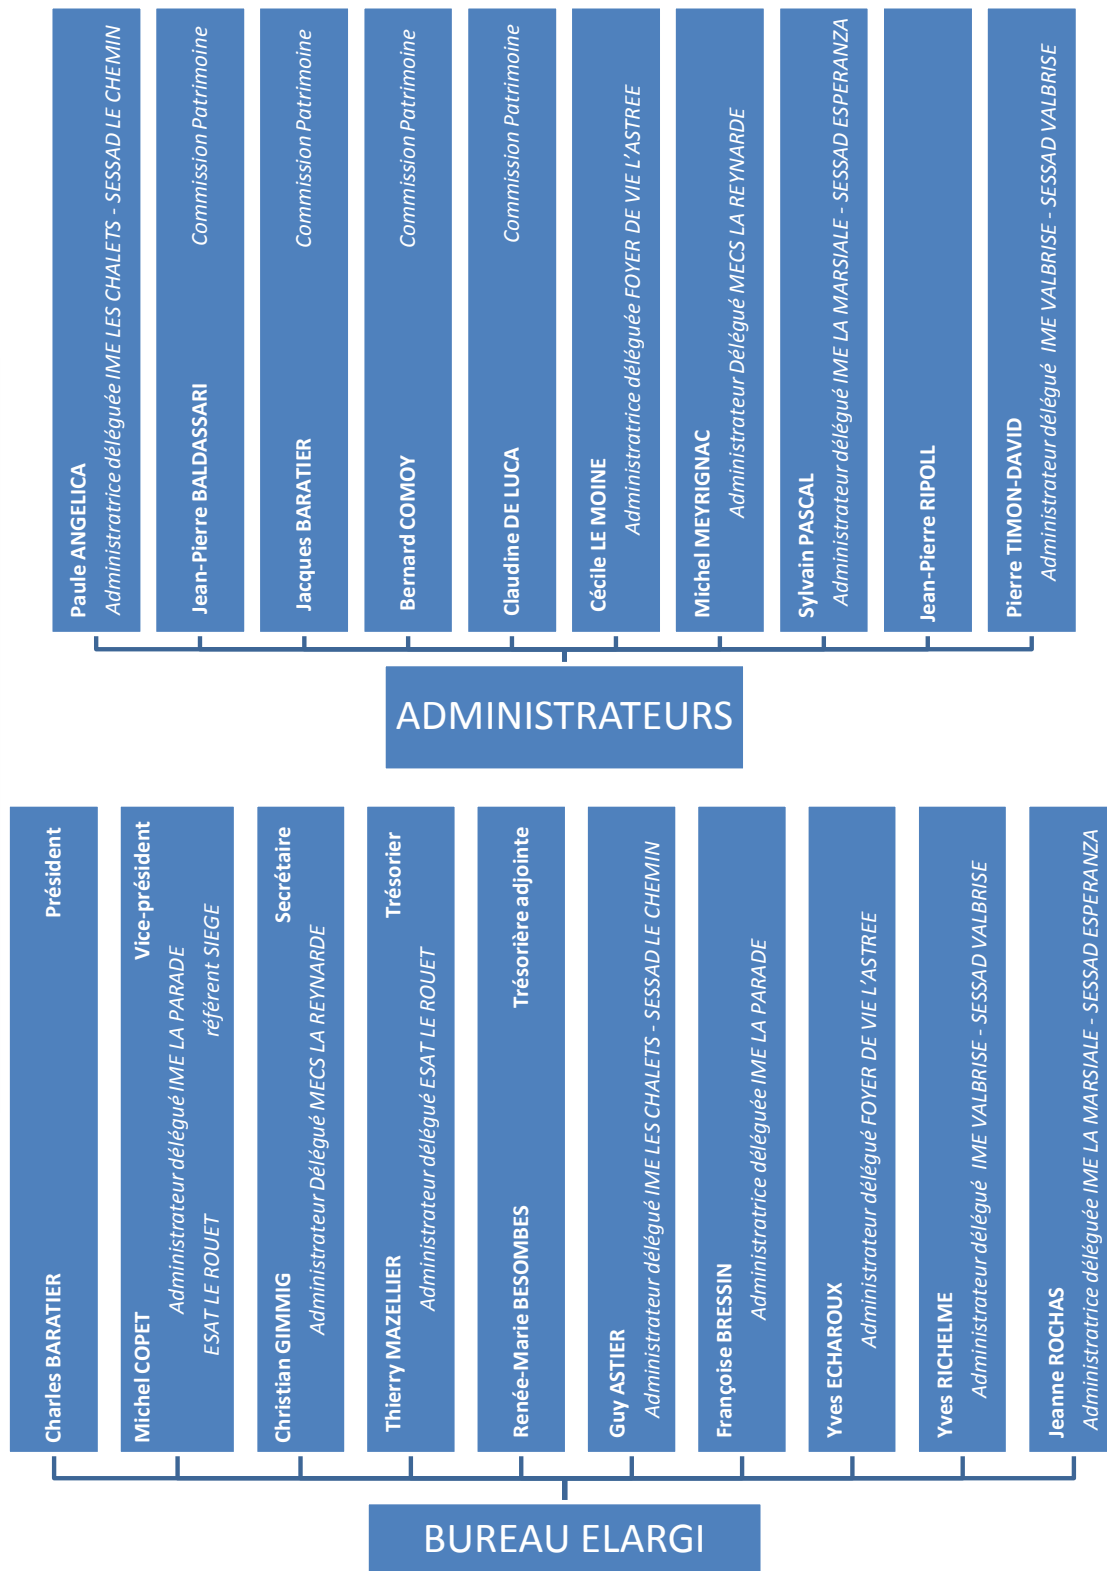 BUREAU ELARGI
Charles BARATIER Président
Michel COPET Vice-président
Administrateur délégué IME LA PARADE
ESAT LE ROUET référent SIEGE
Christian GIMMIG Secrétaire
Administrateur Délégué MECS LA REYNARDE
Thierry MAZELLIER Trésorier
Administrateur délégué ESAT LE ROUET
Renée-Marie BESOMBES Trésorière adjointe
Guy ASTIER
Administrateur délégué IME LES CHALETS - SESSAD LE CHEMIN
Françoise BRESSIN
Administratrice déléguée IME LA PARADE
Yves ECHAROUX
Administrateur délégué FOYER DE VIE L'ASTREE
Yves RICHELME
Administrateur délégué IME VALBRISE - SESSAD VALBRISE
Jeanne ROCHAS
Administratrice déléguée IME LA MARSIALE - SESSAD ESPERANZA
ADMINISTRATEURS
Paule ANGELICA
Administratrice déléguée IME LES CHALETS - SESSAD LE CHEMIN
Jean-Pierre BALDASSARI Commission Patrimoine
Jacques BARATIER Commission Patrimoine
Bernard COMOY Commission Patrimoine
Claudine DE LUCA Commission Patrimoine
Cécile LE MOINE
Administratrice déléguée FOYER DE VIE L'ASTREE
Michel MEYRIGNAC
Administrateur Délégué MECS LA REYNARDE
Sylvain PASCAL
Administrateur délégué IME LA MARSIALE - SESSAD ESPERANZA
Jean-Pierre RIPOLL
Pierre TIMON-DAVID
Administrateur délégué IME VALBRISE - SESSAD VALBRISE